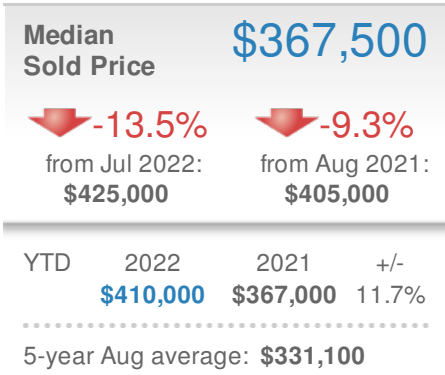 Median
Sold Price
$367,500
-13.5% -9.3%
from Jul 2022: from Aug 2021:
$425,000 $405,000
YTD 2022 2021 +/-
$410,000 $367,000 11.7%
5-year Aug average: $331,100